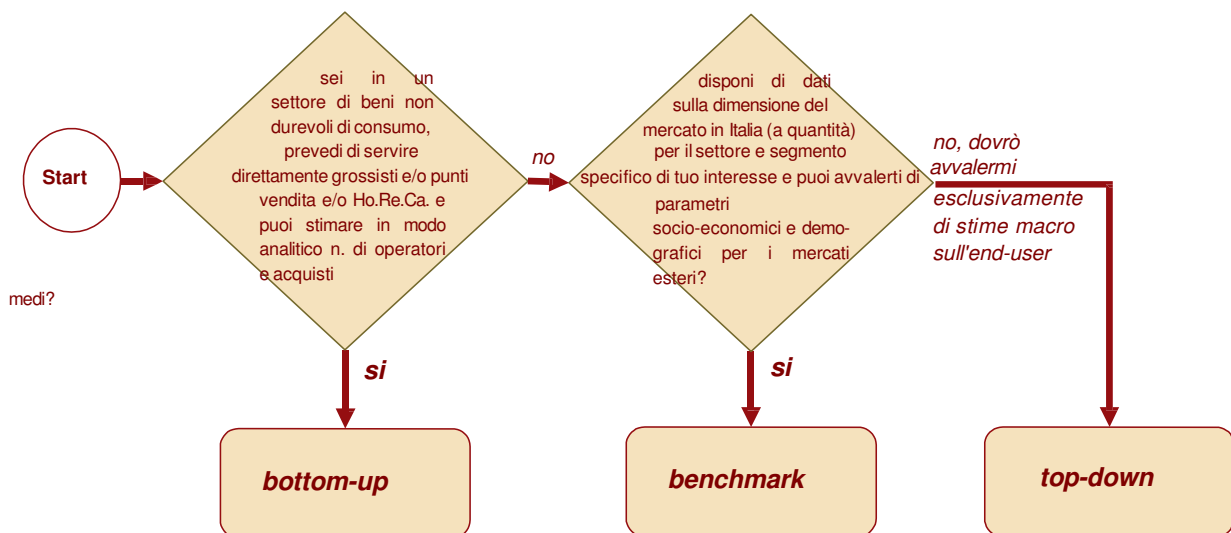 Start
sei in un
settore di beni non
durevoli di consumo,
prevedi di servire
direttamente grossisti e/o punti
vendita e/o Ho.Re.Ca. e
puoi stimare in modo
analitico n. di operatori
e acquisti
medi?
no
si
bottom-up
disponi di dati
sulla dimensione del
mercato in Italia (a quantità)
per il settore e segmento
specifico di tuo interesse e puoi avvalerti di
parametri
socio-economici e demo-
grafici per i mercati
esteri?
si
benchmark
no, dovrò
avvalermi
esclusivamente
di stime macro
sull'end-user
top-down